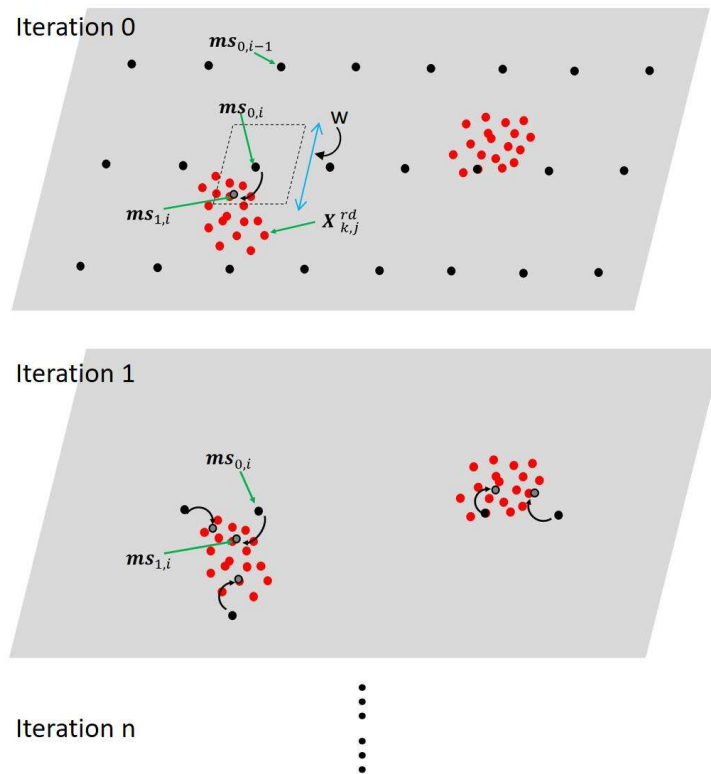 Iteration 0
ms0,i−1
ms0,i
W
ms1,i
X rd k,j
Iteration 1
ms0,i
ms1,i
Iteration n